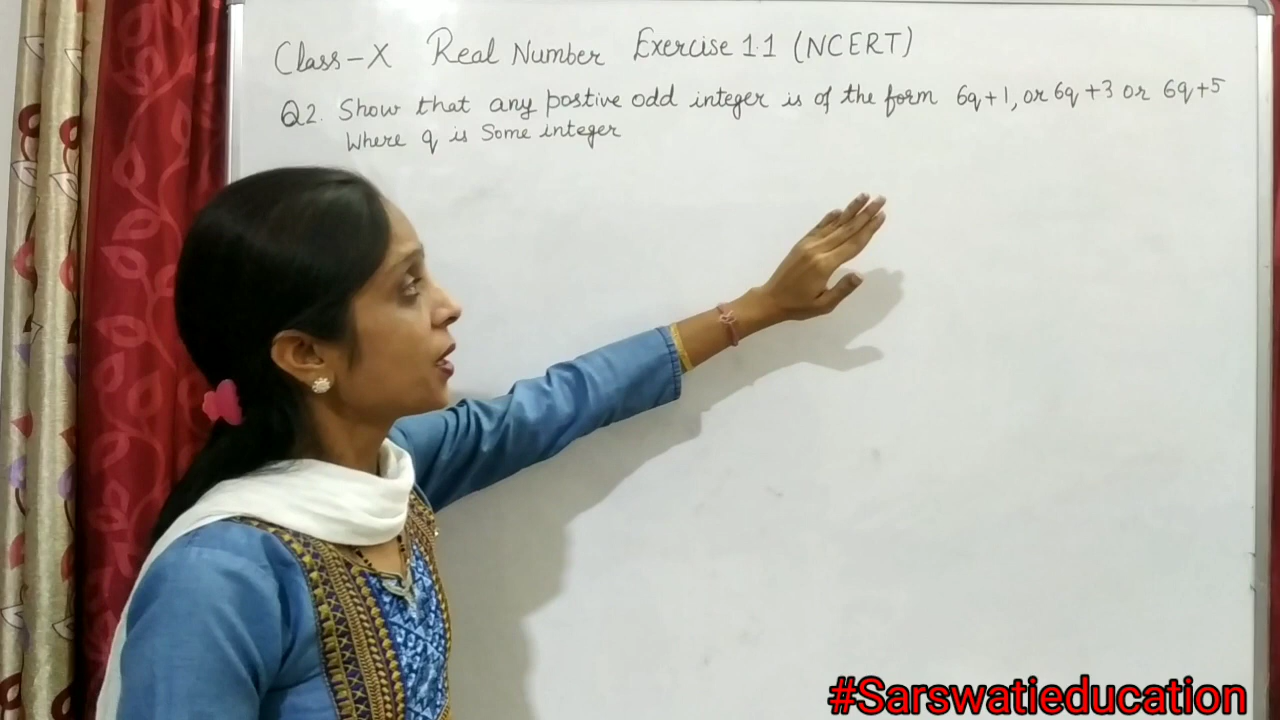 Class-X Real Number Exercise 1.1 (NCERT)
Q2. Show that any postive odd integer is of the form 6q+1, or 6q+3 or 6q+5
Where q is Some integer
#Sarswatieducation